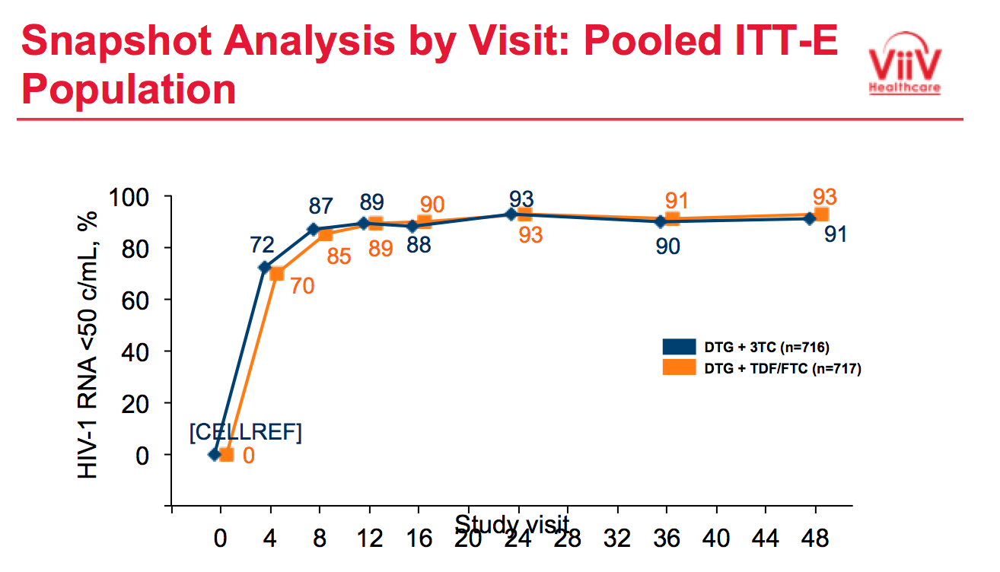 Snapshot Analysis by Visit: Pooled ITT-E
Population
ViiV
Healthcare
HIV-1 RNA <50 c/mL, %
100
80
60
40
20
0
72
87
89
90
93
91
93
70
85
89
88
93
90
91
[CELLREF]
0
DTG + 3TC (n=716)
DTG + TDF/FTC (n=717)
Study visit
0 4 8 12 16 20 24 28 32 36 40 44 48